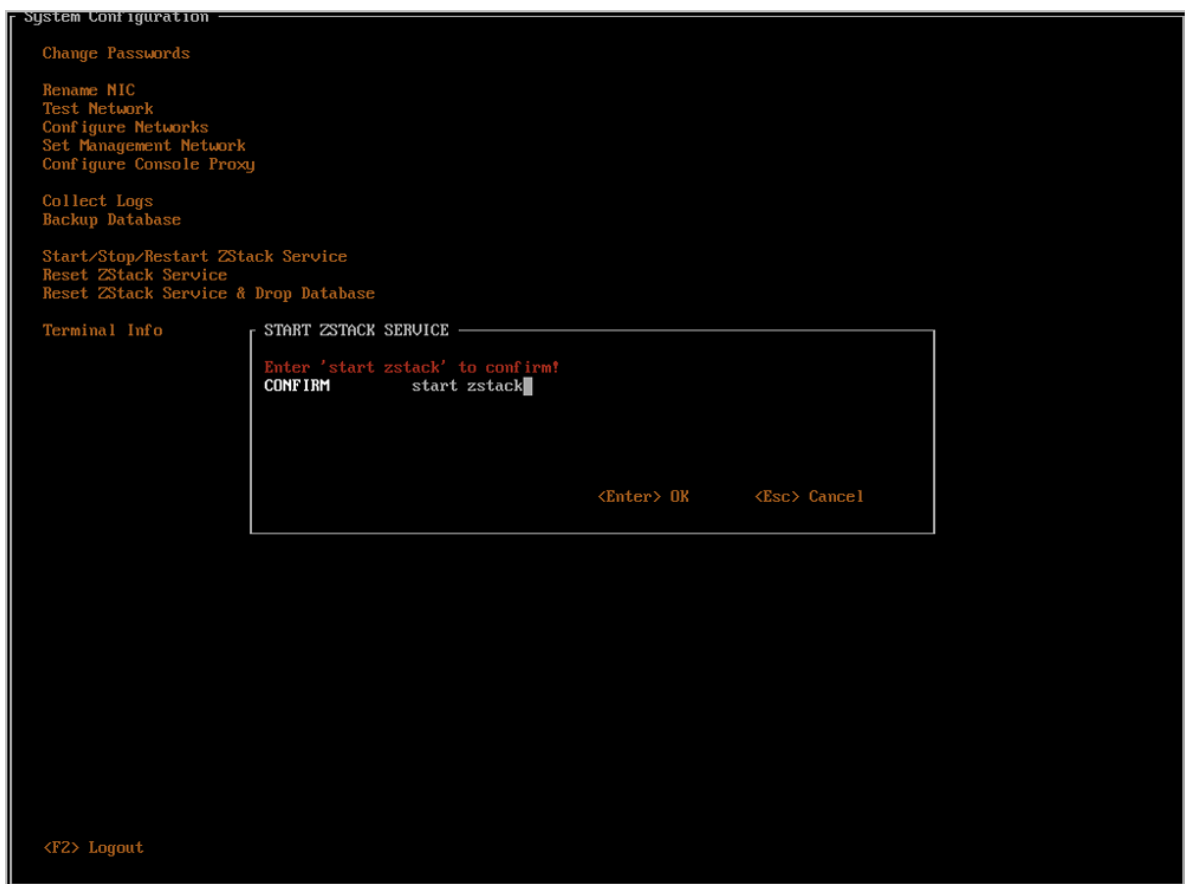 System Configuration
Change Passwords
Rename NIC
Test Network
Configure Networks
Set Management Network
Configure Console Proxy
Collect Logs
Backup Database
Start/Stop/Restart ZStack Service
Reset ZStack Service
Reset ZStack Service & Drop Database
Terminal Info
START ZSTACK SERVICE
Enter 'start zstack' to confirm!
CONFIRM start zstack
<Enter> OK <Esc> Cancel
<F2> Logout